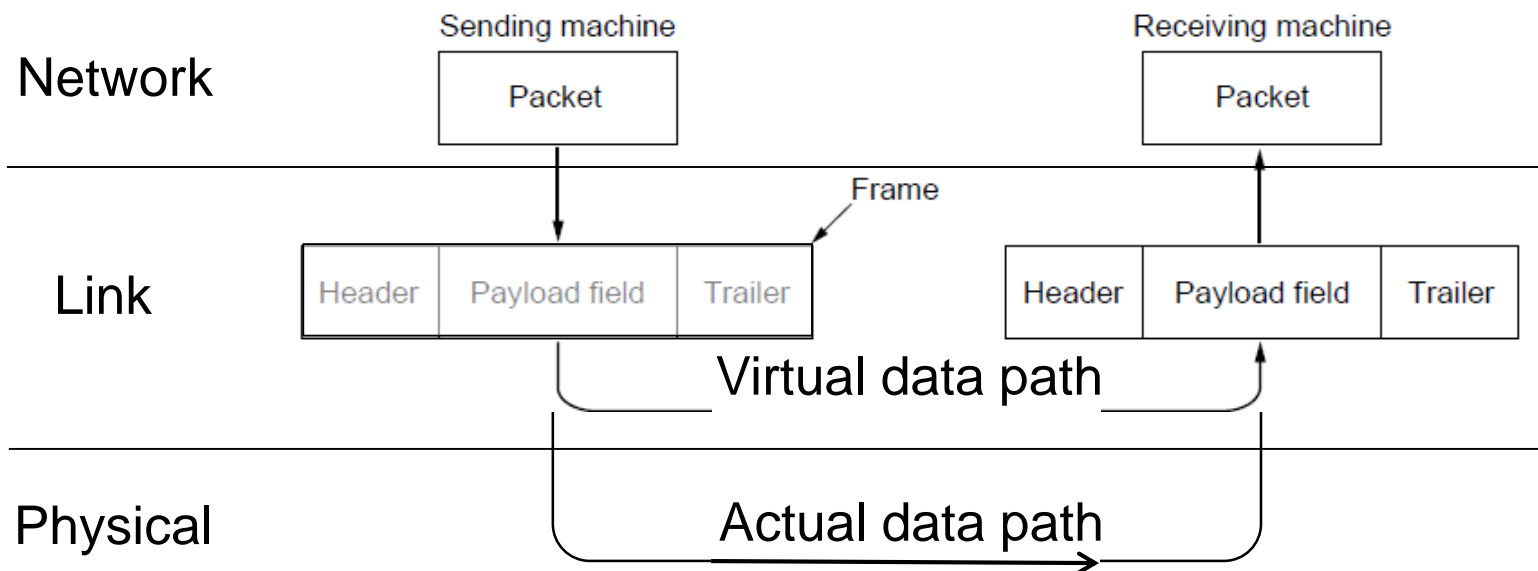 Sending machine
Receiving machine
Network
Packet
Packet
Frame
Link
Header
Payload field
Trailer
Header
Payload field
Trailer
Virtual data path
Physical
Actual data path